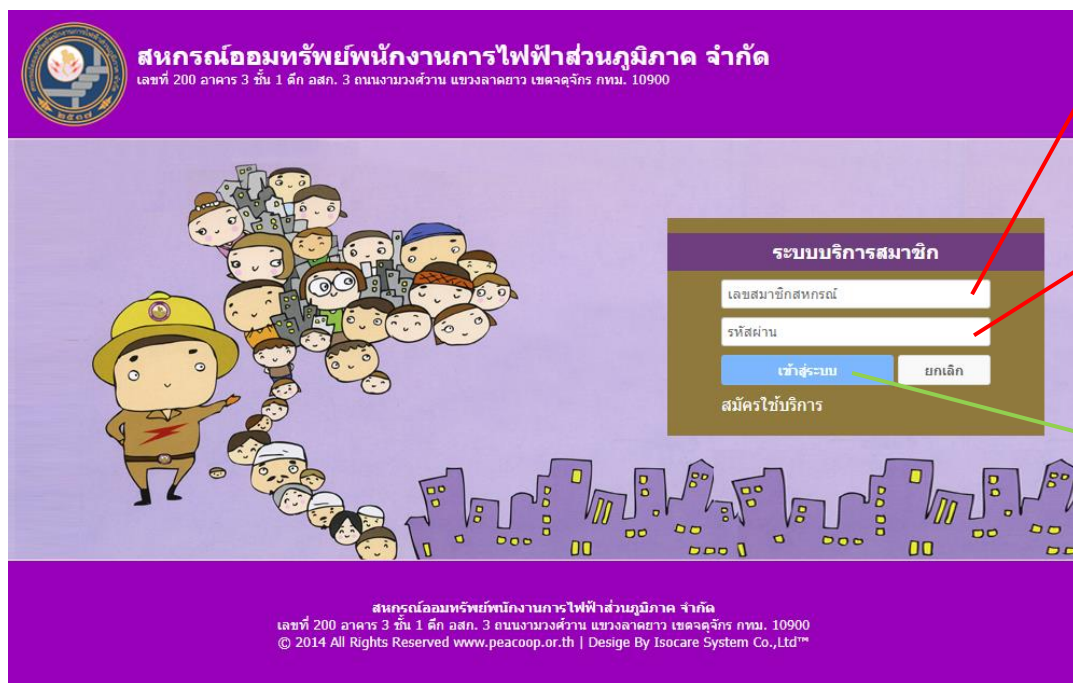 สหกรณ์ออมทรัพย์พนักงานการไฟฟ้าส่วนภูมิภาค จำกัด
เลขที่ 200 อาคาร 3 ชั้น 1 ตึก อสก. 3 ถนนงามวงศ์วาน แขวงลาดยาว เขตจตุจักร กทม. 10900
๒๕๑๗
ระบบบริการสมาชิก
เลขสมาชิกสหกรณ์
รหัสผ่าน
เข้าสู่ระบบ ยกเลิก
สมัครใช้บริการ
สหกรณ์ออมทรัพย์พนักงานการไฟฟ้าส่วนภูมิภาค จำกัด
เลขที่ 200 อาคาร 3 ชั้น 1 ตึก อสก. 3 ถนนงามวงศ์วาน แขวงลาดยาว เขตจตุจักร กทม. 10900
© 2014 All Rights Reserved www.peacoop.or.th | Desige By Isocare System Co.,Ltd™